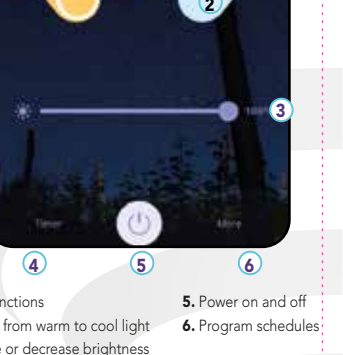 2
100%
3
Timer
More
4
5
6
nctions
from warm to cool light
e or decrease brightness
5. Power on and off
6. Program schedules